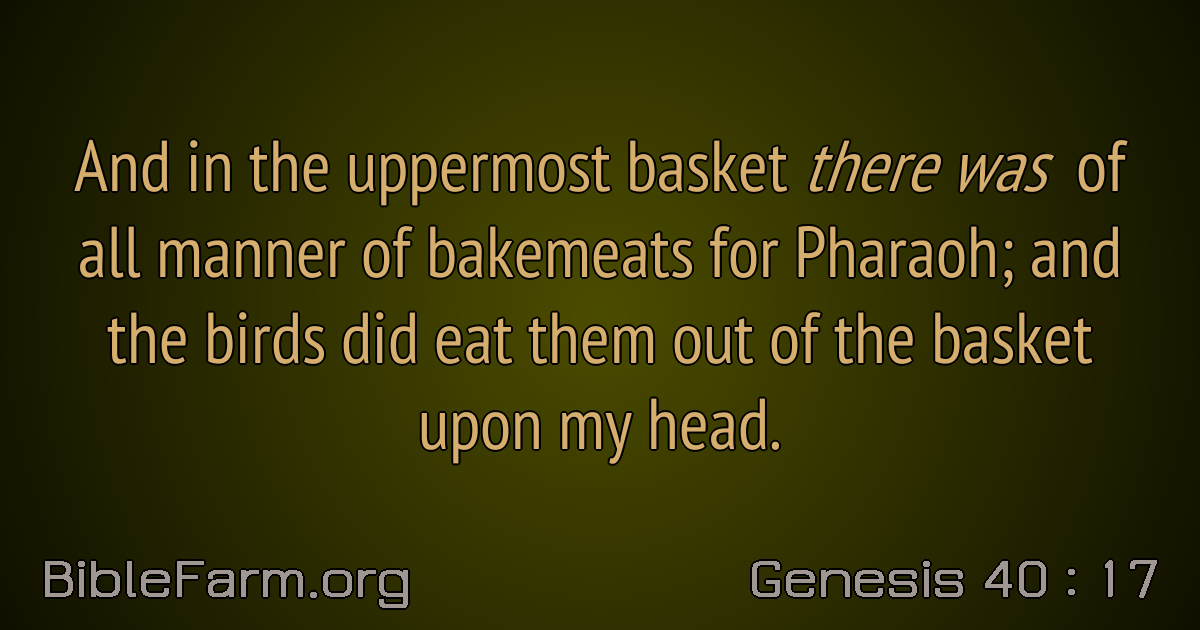 And in the uppermost basket there was of
all manner of bakemeats for Pharaoh; and
the birds did eat them out of the basket
upon my head.
BibleFarm.org
Genesis 40 : 17